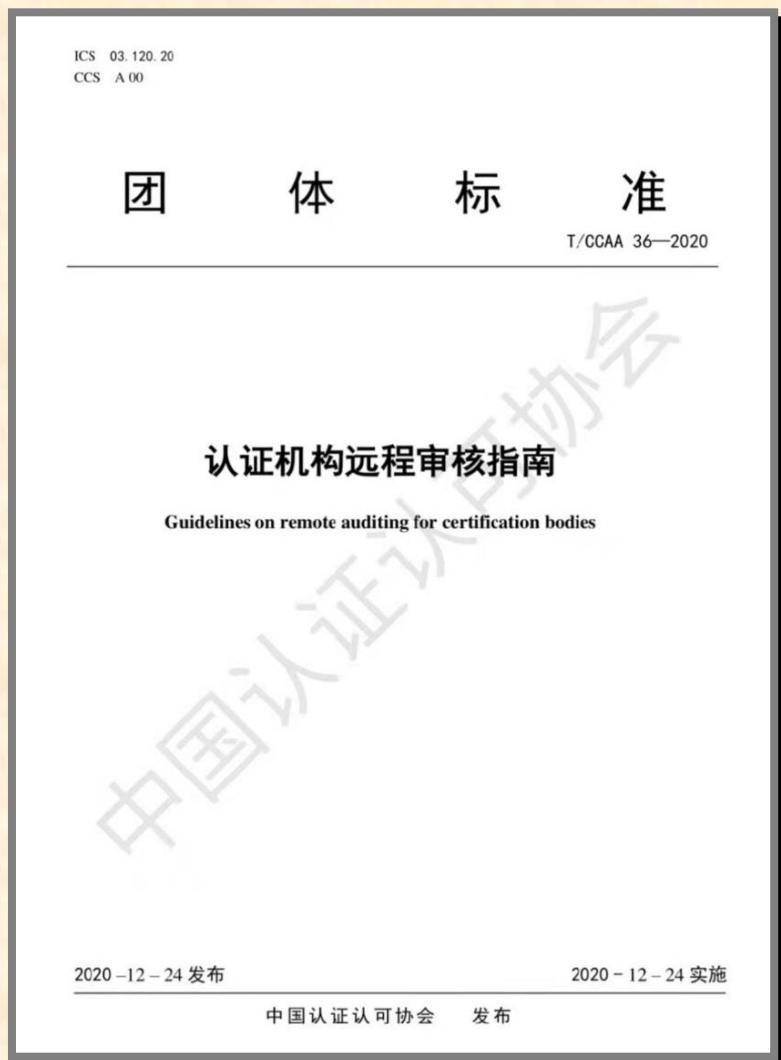 ICS 03.120.20
CCS A 00
团体标准
T/CCAA 36—2020
认证机构远程审核指南
Guidelines on remote auditing for certification bodies
中国认证认可协会
2020–12–24 发布
2020–12–24 实施
中国认证认可协会 发布